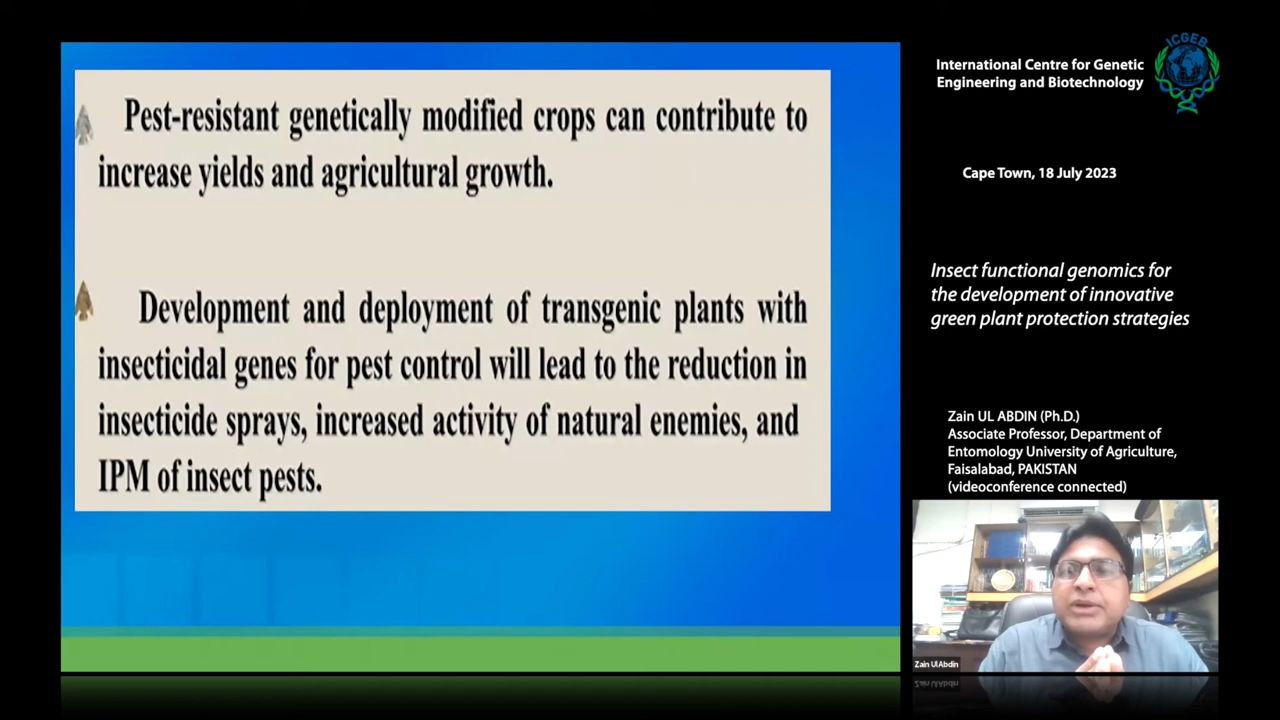 Pest-resistant genetically modified crops can contribute to
increase yields and agricultural growth.
Development and deployment of transgenic plants with
insecticidal genes for pest control will lead to the reduction in
insecticide sprays, increased activity of natural enemies, and
IPM of insect pests.
International Centre for Genetic
Engineering and Biotechnology
ICGEB
Cape Town, 18 July 2023
Insect functional genomics for
the development of innovative
green plant protection strategies
Zain UL ABDIN (Ph.D.)
Associate Professor, Department of
Entomology University of Agriculture,
Faisalabad, PAKISTAN
(videoconference connected)
Zain Ul Abdin